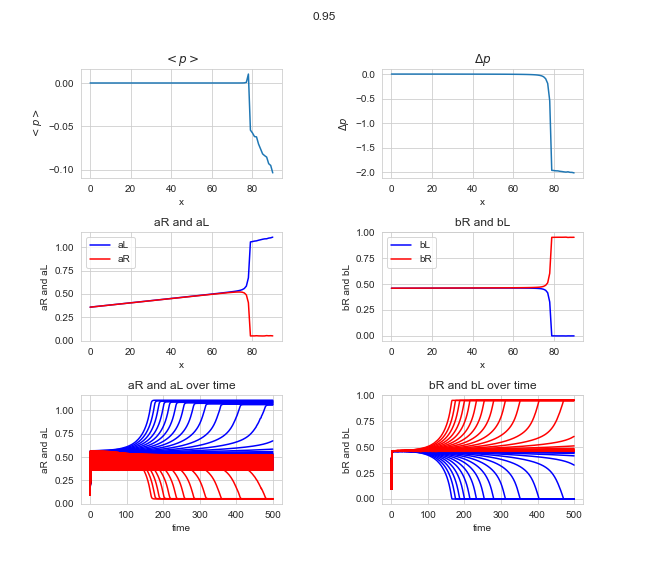 0.95
< p >
Δp
0.00
−0.05
−0.10
< p >
0 20 40 60 80
x
0.0
−0.5
−1.0
−1.5
−2.0
Δp
0 20 40 60 80
x
aR and aL
bR and bL
1.00
0.75
0.50
0.25
0.00
aR and aL
aL
aR
0 20 40 60 80
x
1.00
0.75
0.50
0.25
0.00
bR and bL
bL
bR
0 20 40 60 80
x
aR and aL over time
bR and bL over time
1.00
0.75
0.50
0.25
0.00
aR and aL
0 100 200 300 400 500
time
1.00
0.75
0.50
0.25
0.00
bR and bL
0 100 200 300 400 500
time